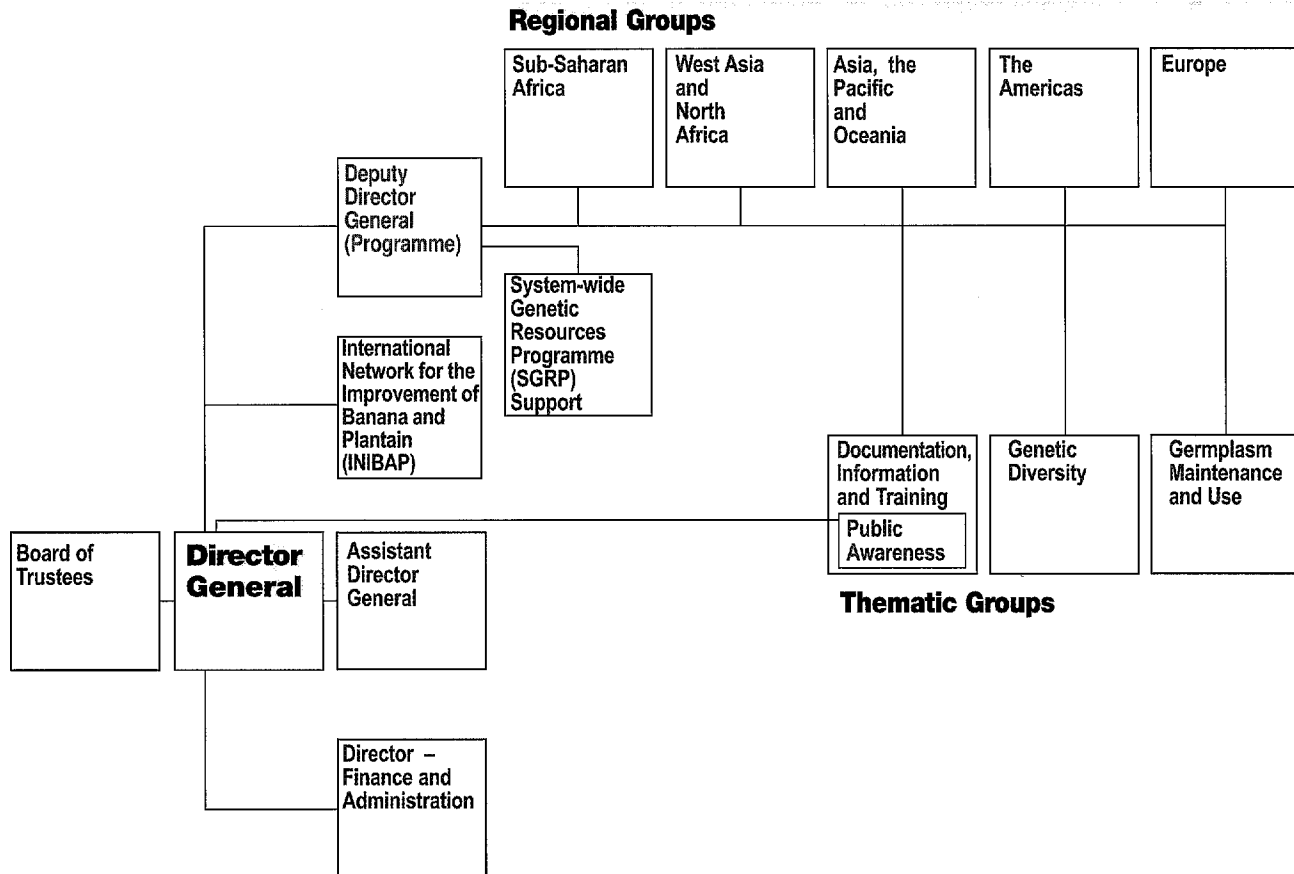 Regional Groups
Sub-Saharan
Africa
West Asia
and
North
Africa
Asia, the
Pacific
and
Oceania
The
Americas
Europe
Deputy
Director
General
(Programme)
System-wide
Genetic
Resources
Programme
(SGRP)
Support
International
Network for the
Improvement of
Banana and
Plantain
(INIBAP)
Documentation,
Information
and Training
Public
Awareness
Genetic
Diversity
Germplasm
Maintenance
and Use
Thematic Groups
Board of
Trustees
Director
General
Assistant
Director
General
Director –
Finance and
Administration